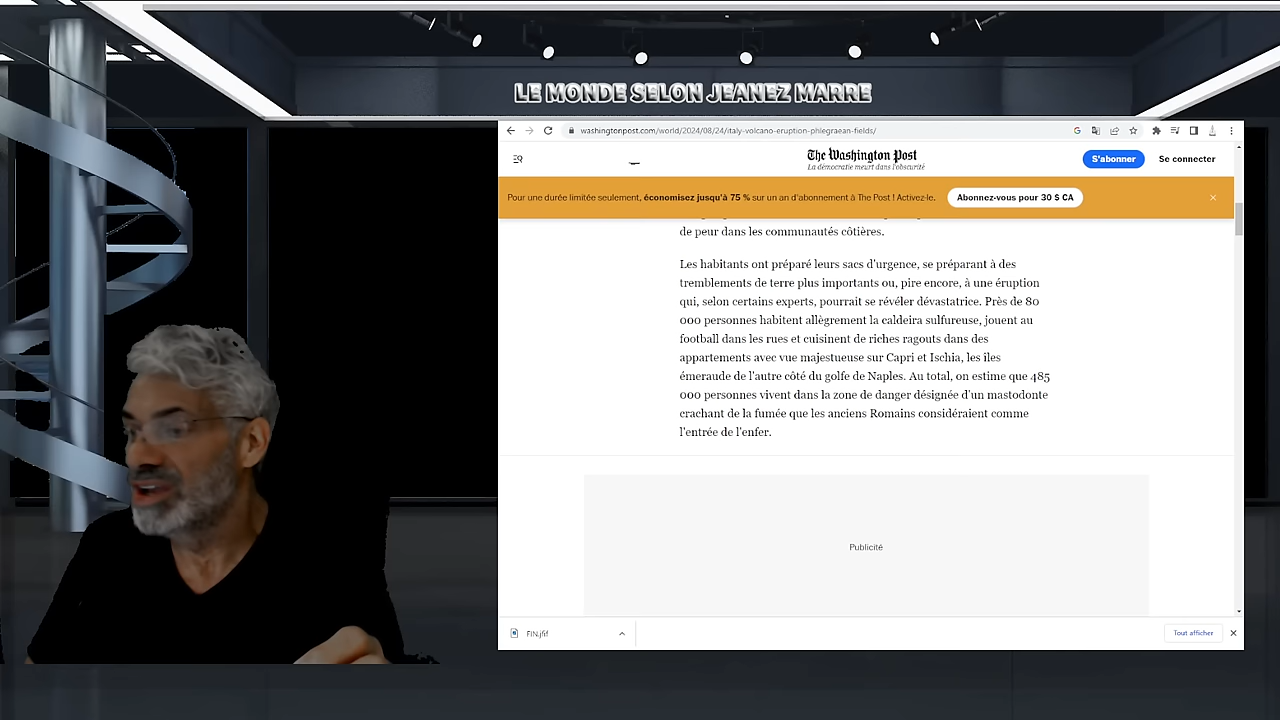 LE MONDE SELON JEANEZ MARRE
washingtonpost.com/world/2024/08/24/italy-volcano-eruption-phlegraean-fields/
The Washington Post
La démocratie meurt dans l'obscurité
S'abonner
Se connecter
Pour une durée limitée seulement, économisez jusqu'à 75 % sur un an d'abonnement à The Post ! Activez-le.
Abonnez-vous pour 30 $ CA
de peur dans les communautés côtières.
Les habitants ont préparé leurs sacs d'urgence, se préparant à des
tremblements de terre plus importants ou, pire encore, à une éruption
qui, selon certains experts, pourrait se révéler dévastatrice. Près de 80
000 personnes habitent allègrement la caldeira sulfureuse, jouent au
football dans les rues et cuisinent de riches ragoûts dans des
appartements avec vue majestueuse sur Capri et Ischia, les îles
émeraude de l'autre côté du golfe de Naples. Au total, on estime que 485
000 personnes vivent dans la zone de danger désignée d'un mastodonte
crachant de la fumée que les anciens Romains considéraient comme
l'entrée de l'enfer.
Publicité
FIN.jfif
Tout afficher